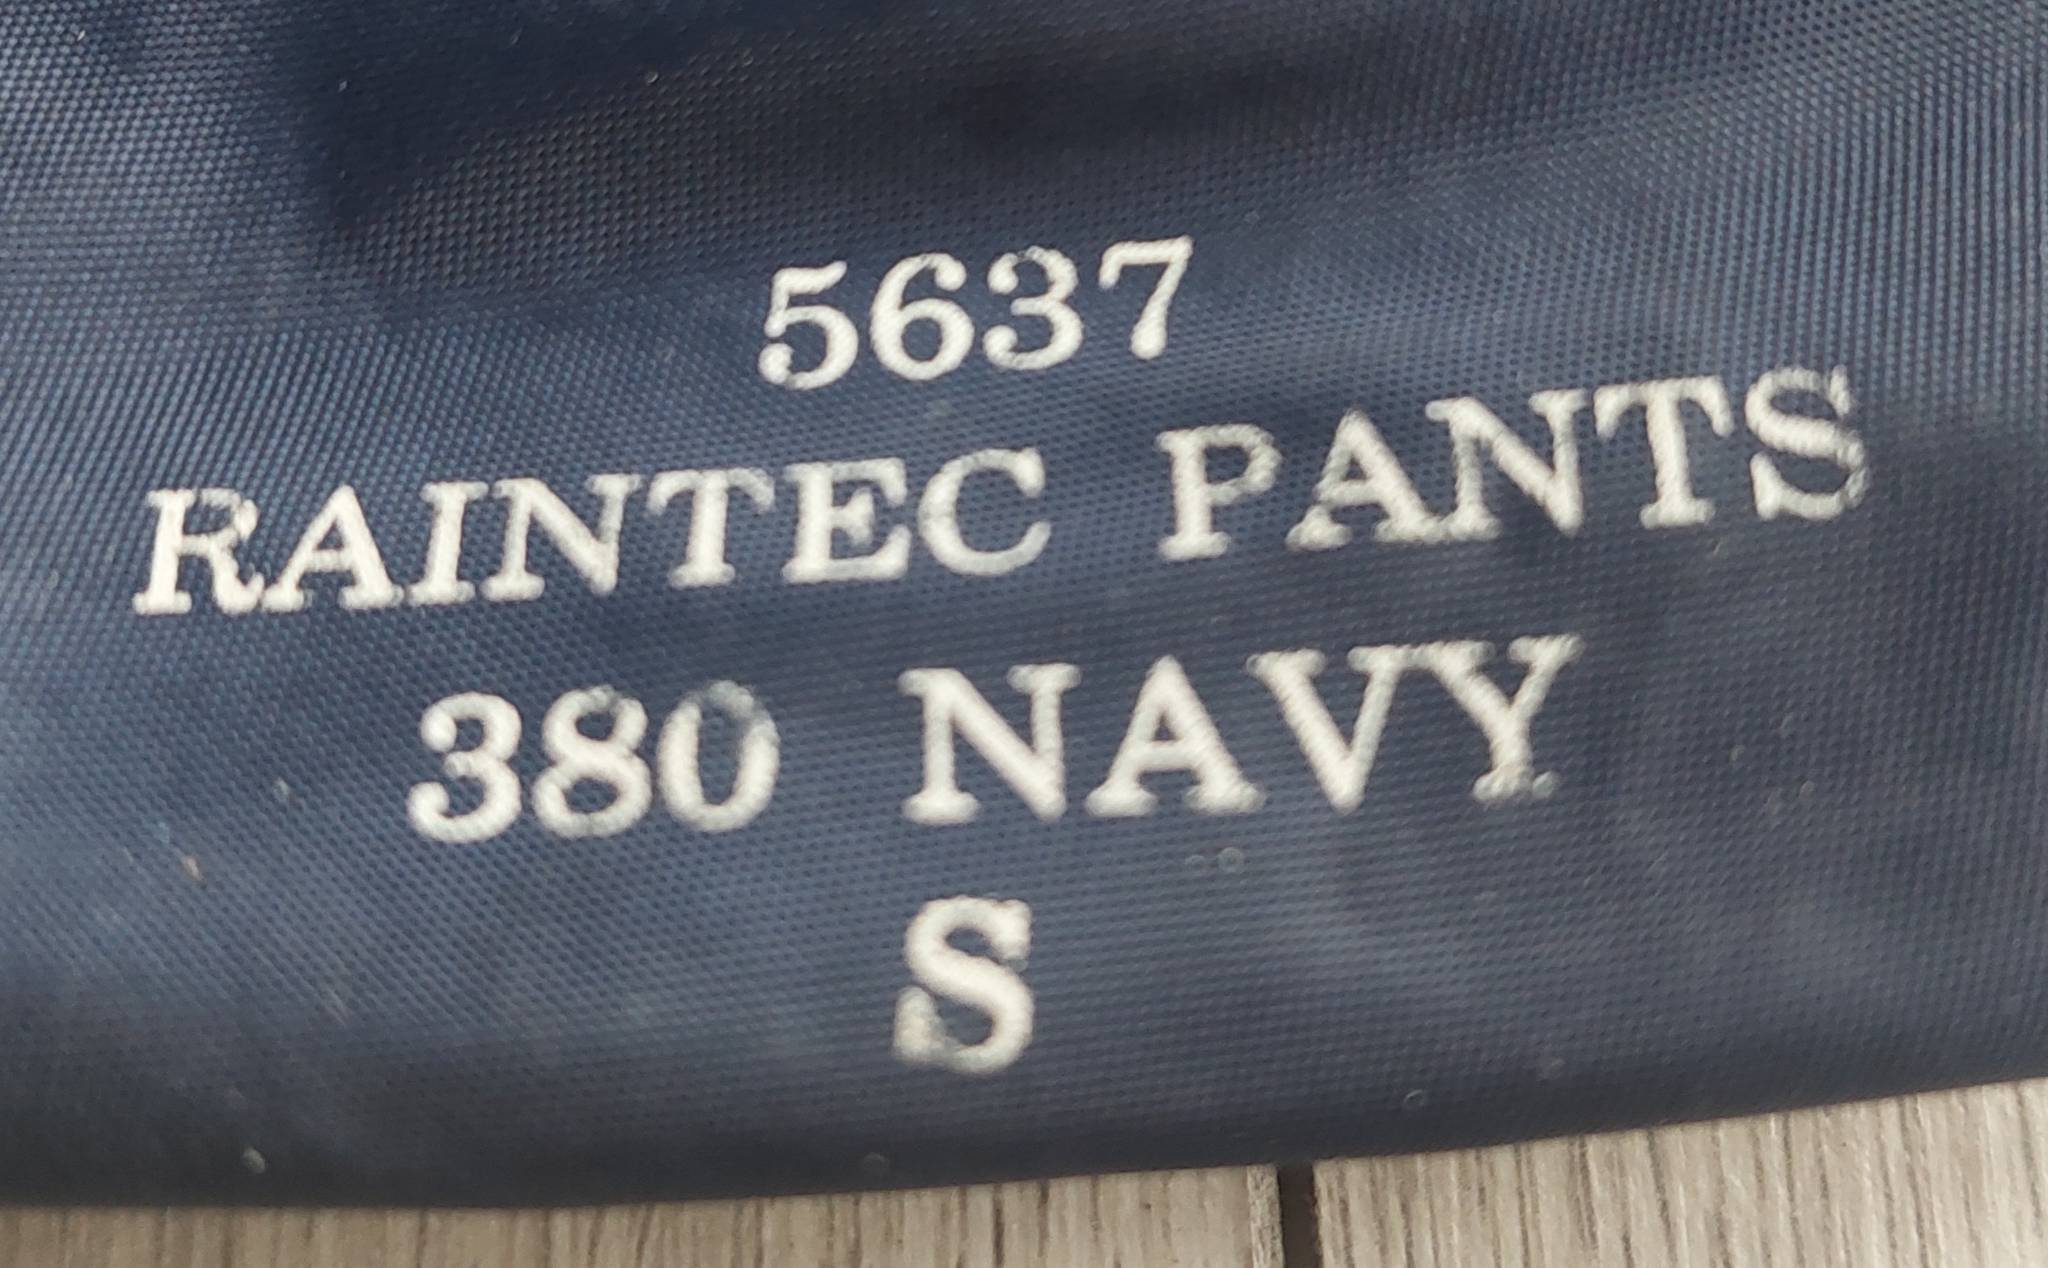 5637
RAINTEC PANTS
380 NAVY
S